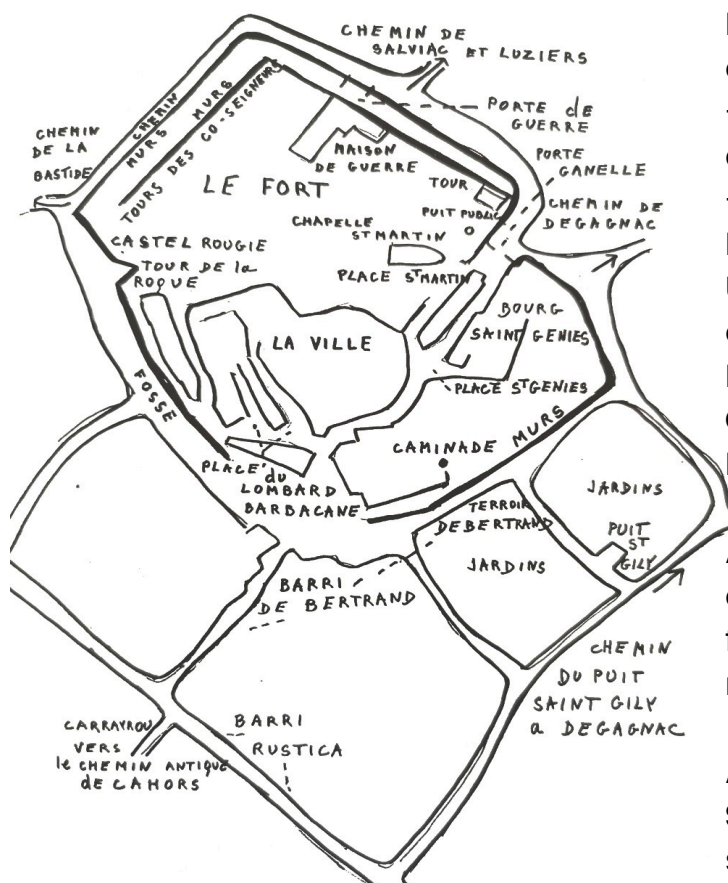 CHEMIN DE
SALVIAC ET LUZIERS
PORTE de
GUERRE
PORTE
GANELLE
CHEMIN DE
DEGAGNAC
CHEMIN
DE LA
BASTIDE
CHEMIN
MURS MURS
TOURS DES CO-SEIGNEURS
MAISON
DE GUERRE
LE FORT
TOUR
PUIT PUBLIC
CHAPELLE
ST MARTIN
PLACE ST MARTIN
CASTEL ROUGIE
TOUR DE la
ROQUE
BOURG
SAINT GENIES
LA VILLE
PLACE ST GENIES
FOSSE
MURS
CAMINADE
PLACE du
LOMBARD
BARBACANE
JARDINS
TERROIR
DE BERTRAND
PUIT
ST
GILY
JARDINS
BARRI
DE BERTRAND
CHEMIN
DU PUIT
SAINT GILY
a DEGAGNAC
CARRAYROU
VERS
le CHEMIN ANTIQUE
de CAHORS
BARRI
RUSTICA